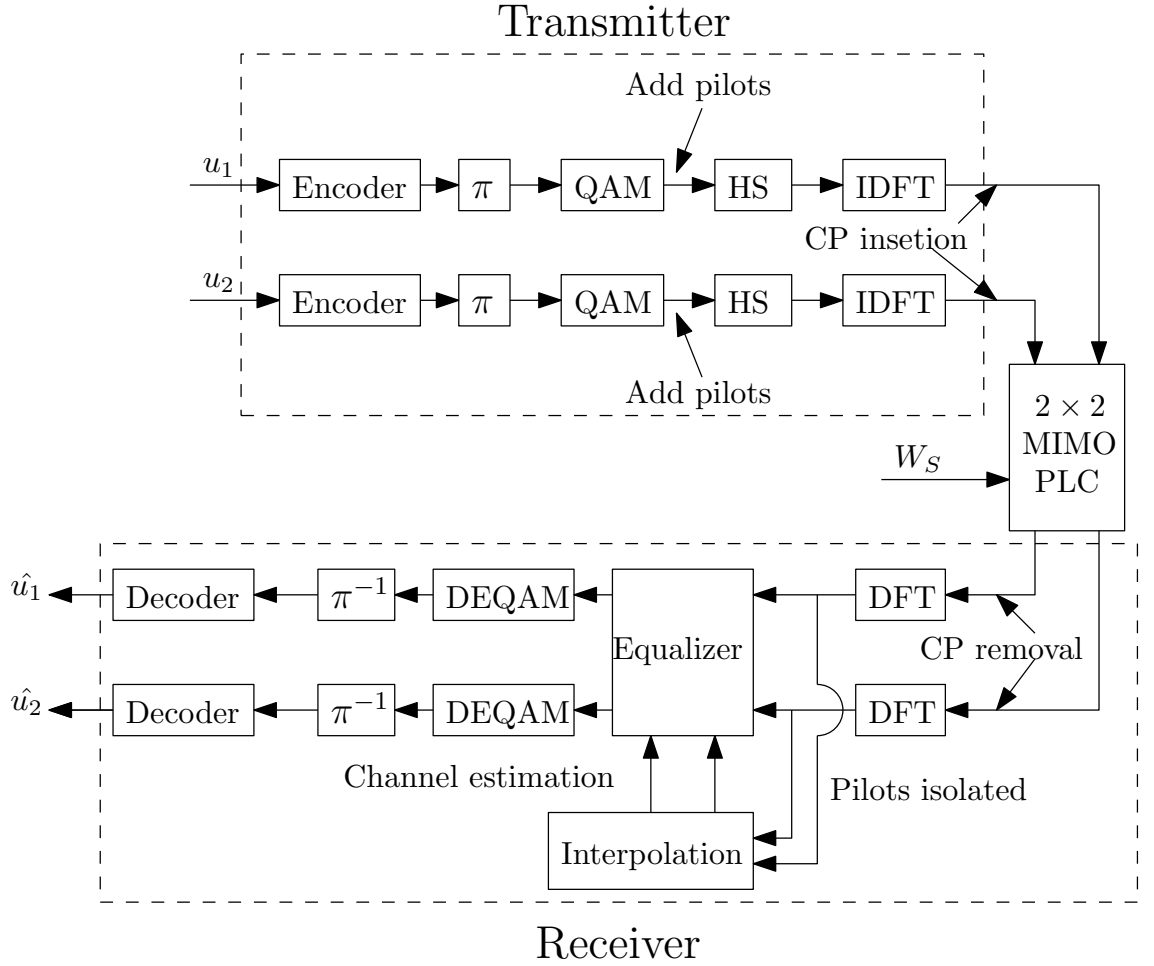 Transmitter
Add pilots
u₁ Encoder π QAM HS IDFT
CP insetion
u₂ Encoder π QAM HS IDFT
Add pilots
2 × 2
MIMO
PLC
W_S
û₁ Decoder π⁻¹ DEQAM DFT
Equalizer
CP removal
û₂ Decoder π⁻¹ DEQAM DFT
Channel estimation
Pilots isolated
Interpolation
Receiver